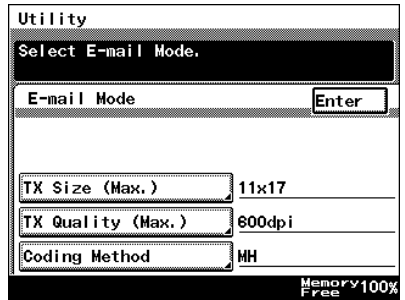 Utility
Select E-mail Mode.
E-mail Mode Enter
TX Size (Max.) 11x17
TX Quality (Max.) 600dpi
Coding Method MH
Memory Free 100%